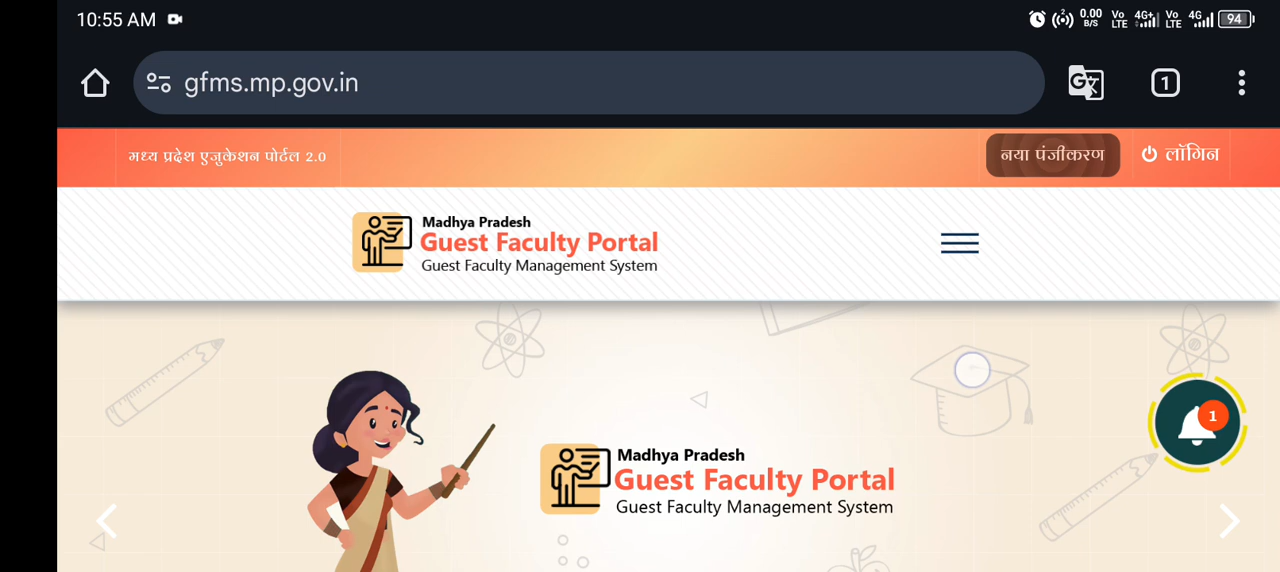 10:55 AM
2
0.00 B/S
Vo LTE
4G+
Vo LTE
4G
94
gfms.mp.gov.in
G
1
मध्य प्रदेश एजुकेशन पोर्टल 2.0
नया पंजीकरण
लॉगिन
Madhya Pradesh
Guest Faculty Portal
Guest Faculty Management System
1
Madhya Pradesh
Guest Faculty Portal
Guest Faculty Management System